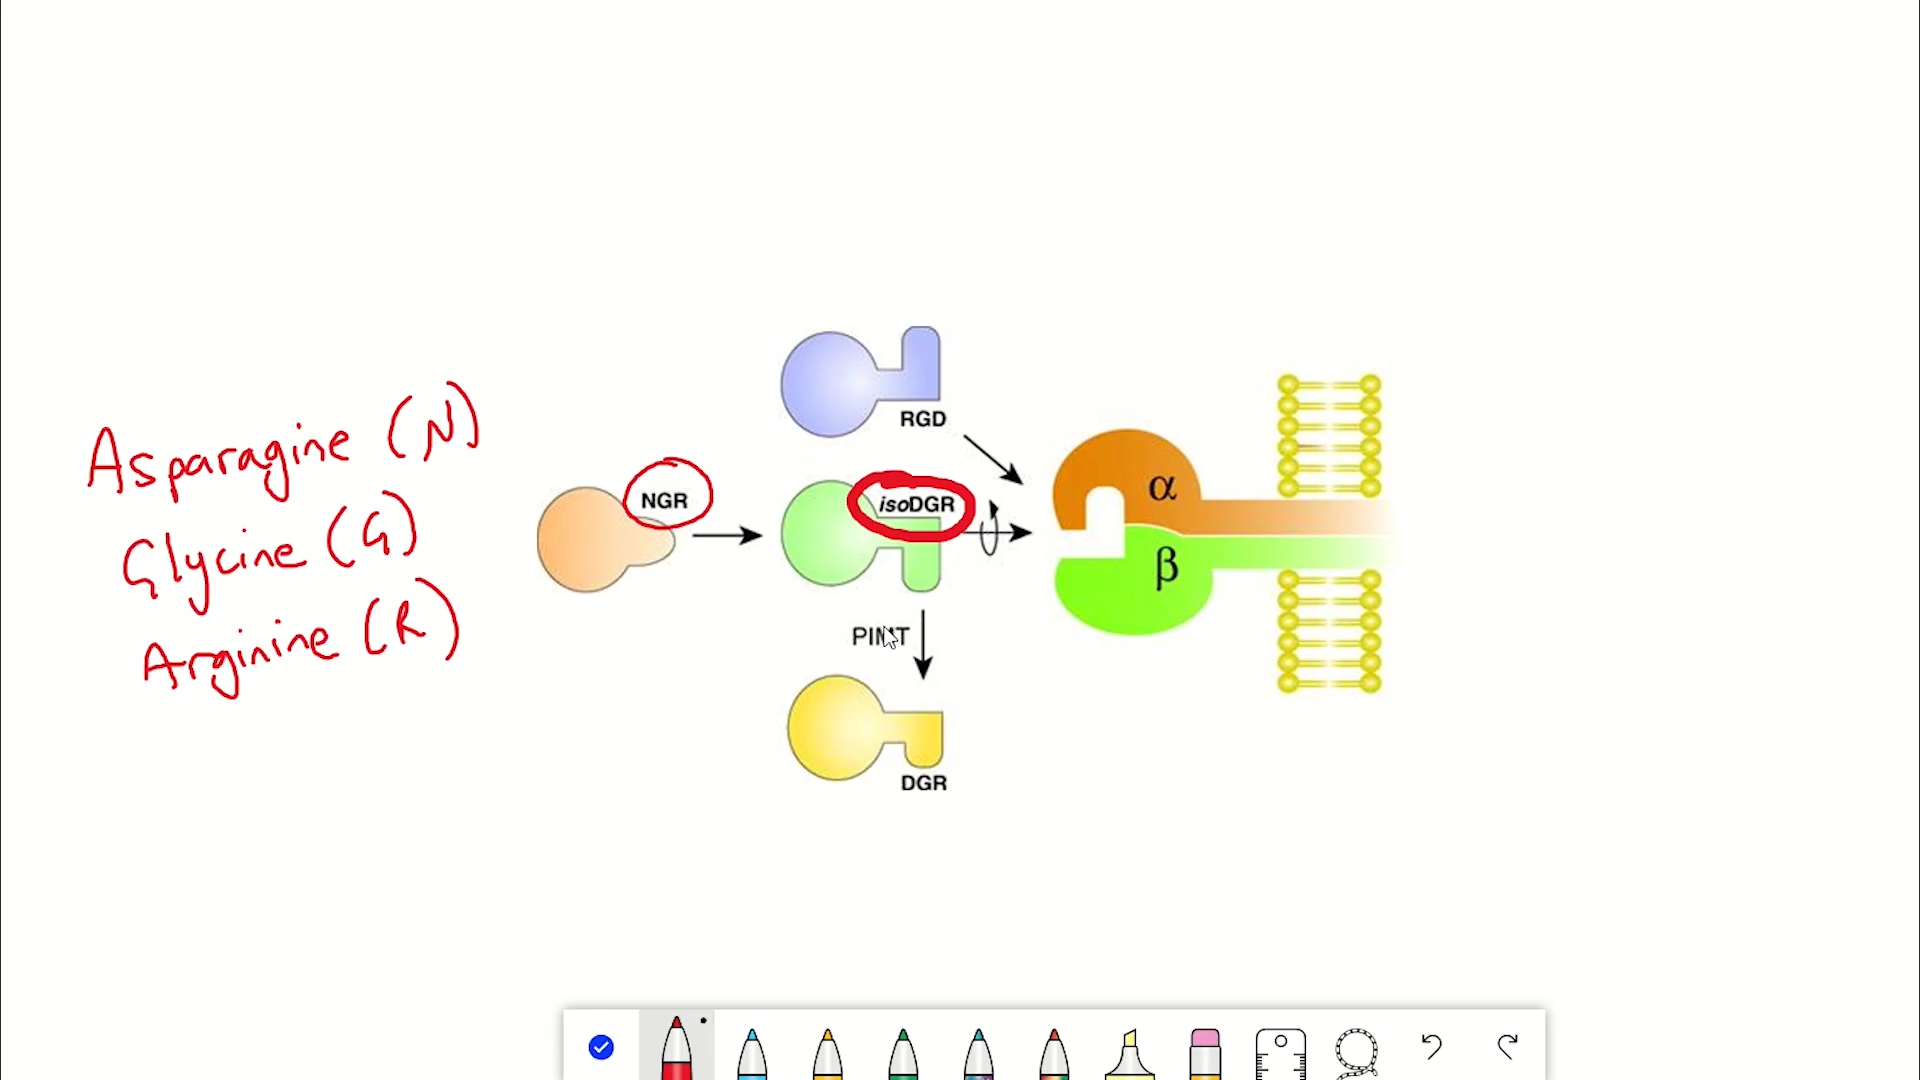 Asparagine (N)
Glycine (G)
Arginine (R)
NGR
RGD
isoDGR
PIMT
DGR
α
β